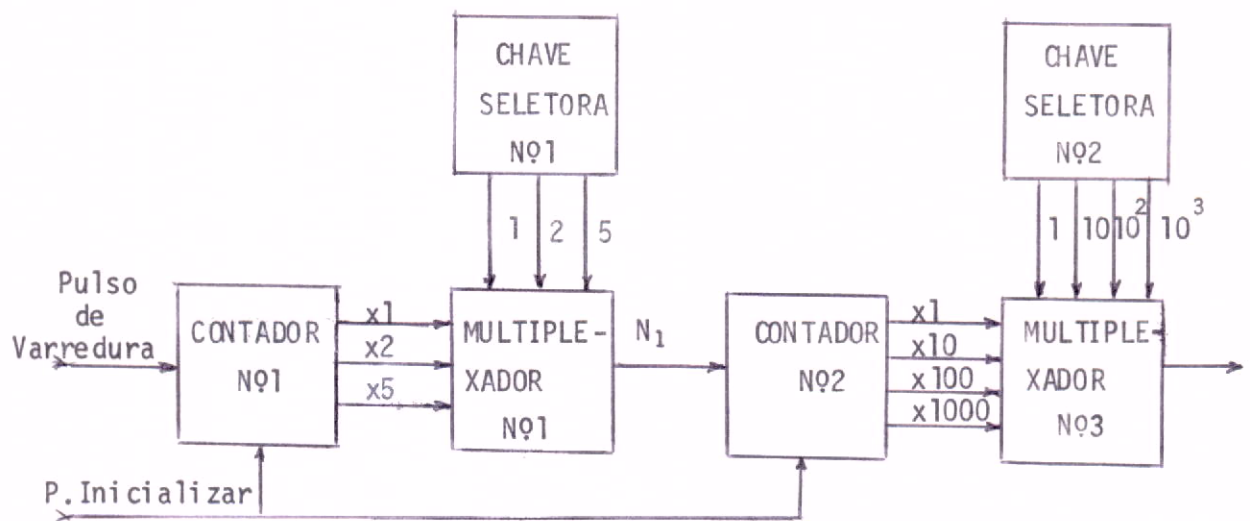 CHAVE
SELETORA
Nº1
CHAVE
SELETORA
Nº2
1 2 5
1 10 10² 10³
Pulso
de
Varredura
CONTADOR
Nº1
x1
x2
x5
MULTIPLE-
XADOR
Nº1
N₁
CONTADOR
Nº2
x1
x10
x100
x1000
MULTIPLE-
XADOR
Nº3
P.Inicializar